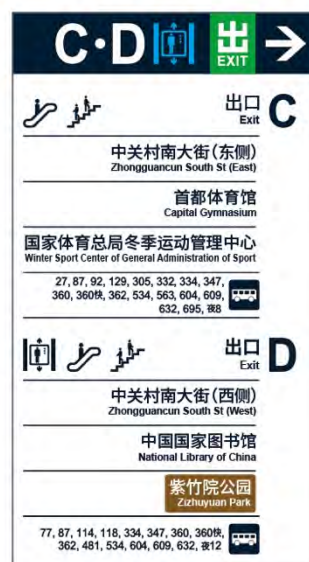 C·D 出 EXIT
出口 C
Exit
中关村南大街(东侧)
Zhongguancun South St (East)
首都体育馆
Capital Gymnasium
国家体育总局冬季运动管理中心
Winter Sport Center of General Administration of Sport
27, 87, 92, 129, 305, 332, 334, 347,
360, 360快, 362, 534, 563, 604, 609,
632, 695, 夜8
出口 D
Exit
中关村南大街(西侧)
Zhongguancun South St (West)
中国国家图书馆
National Library of China
紫竹院公园
Zizhuyuan Park
77, 87, 114, 118, 334, 347, 360, 360快,
362, 481, 534, 604, 609, 632, 夜12